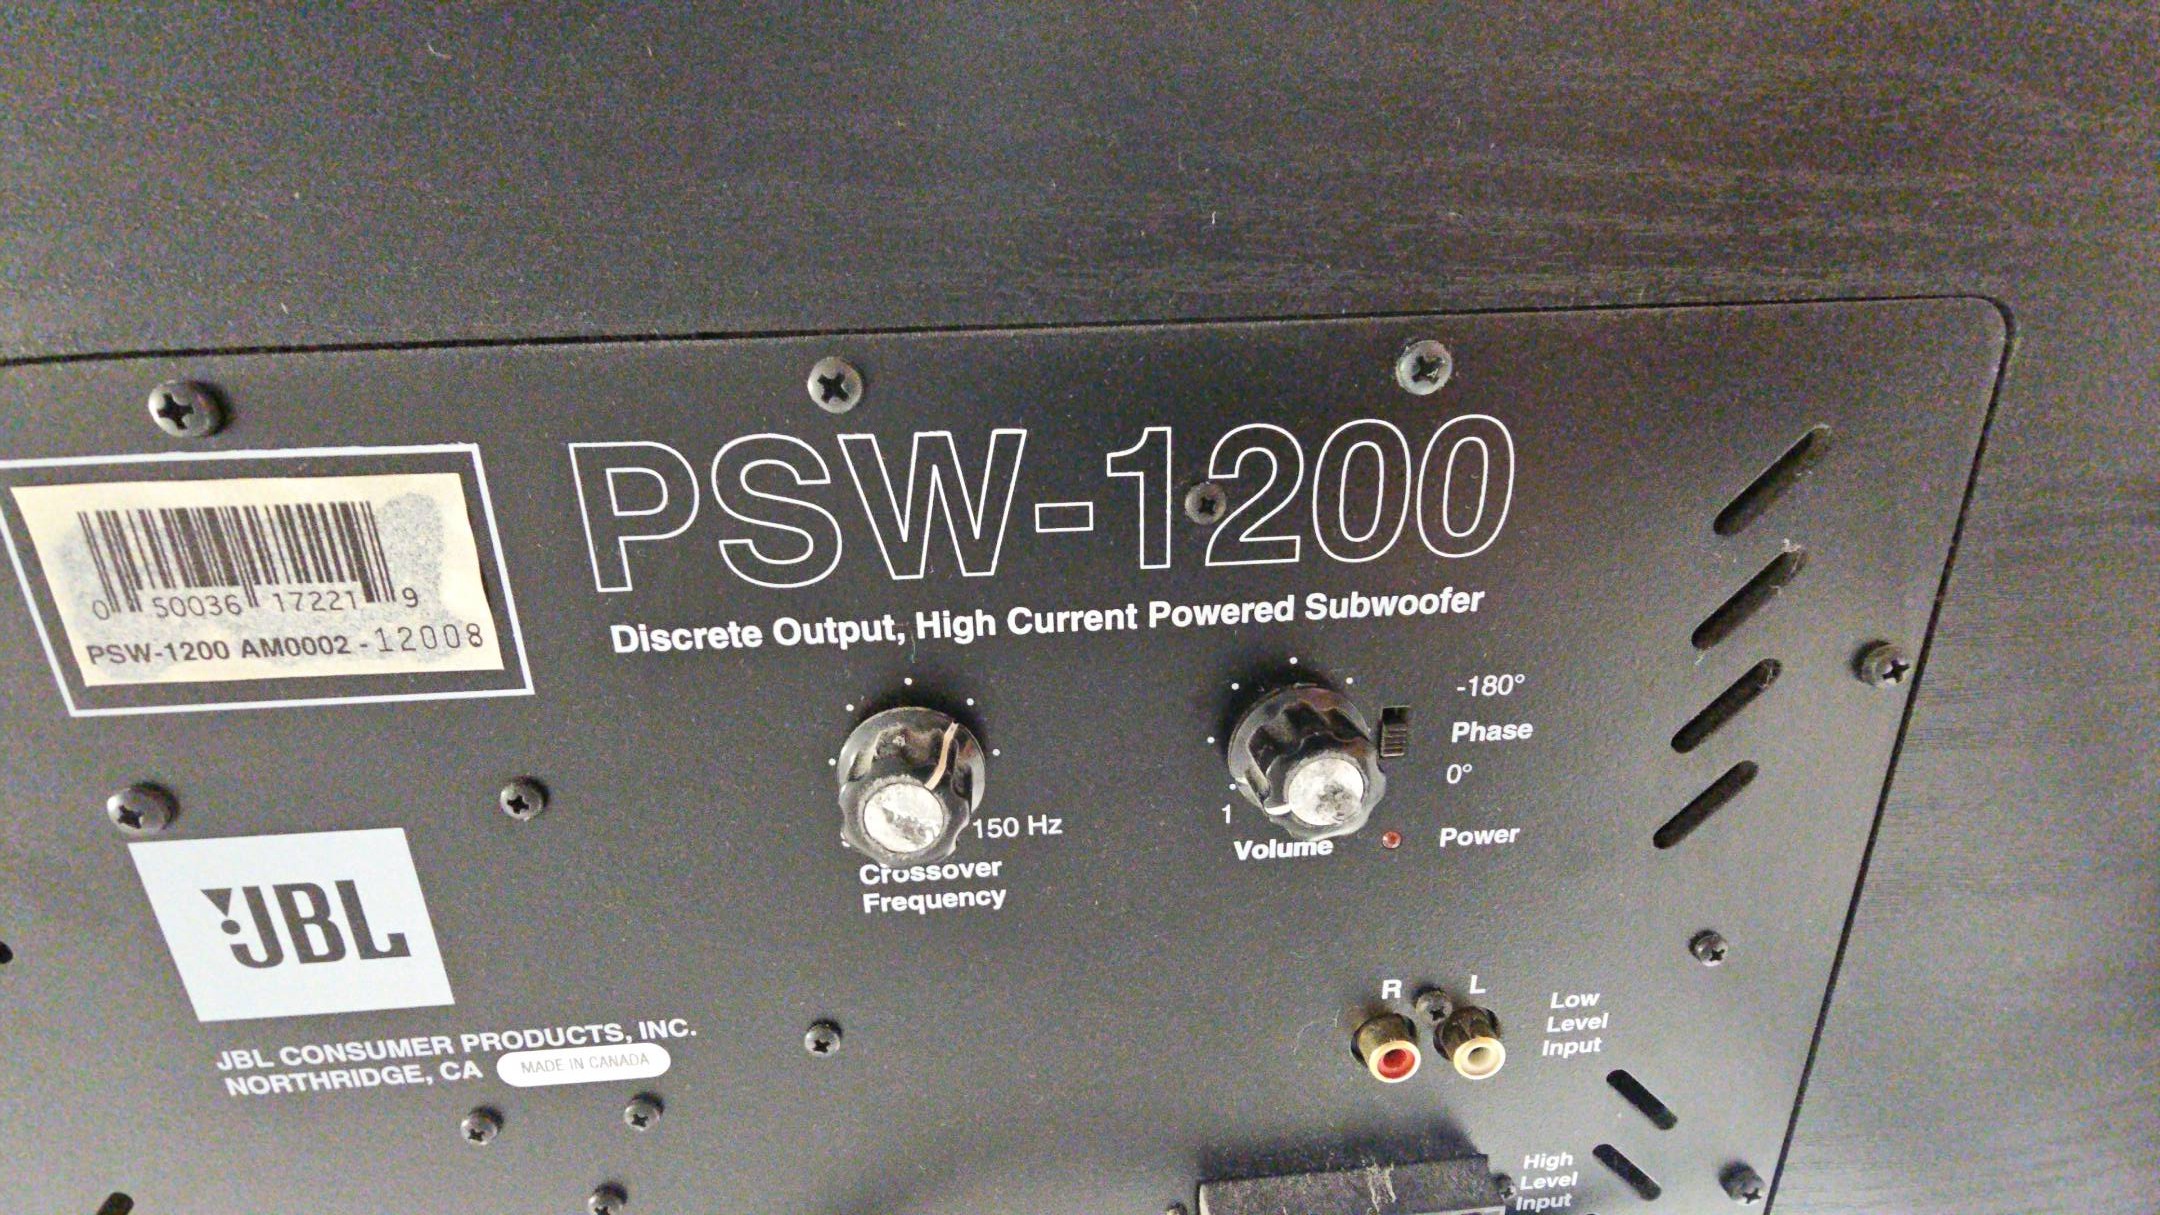 PSW-1200
Discrete Output, High Current Powered Subwoofer
0 50036 17221 9
PSW-1200 AM0002 - 12008
-180°
Phase
0°
150 Hz
Crossover
Frequency
1
Volume
Power
JBL
JBL CONSUMER PRODUCTS, INC.
NORTHRIDGE, CA MADE IN CANADA
R L
Low
Level
Input
High
Level
Input